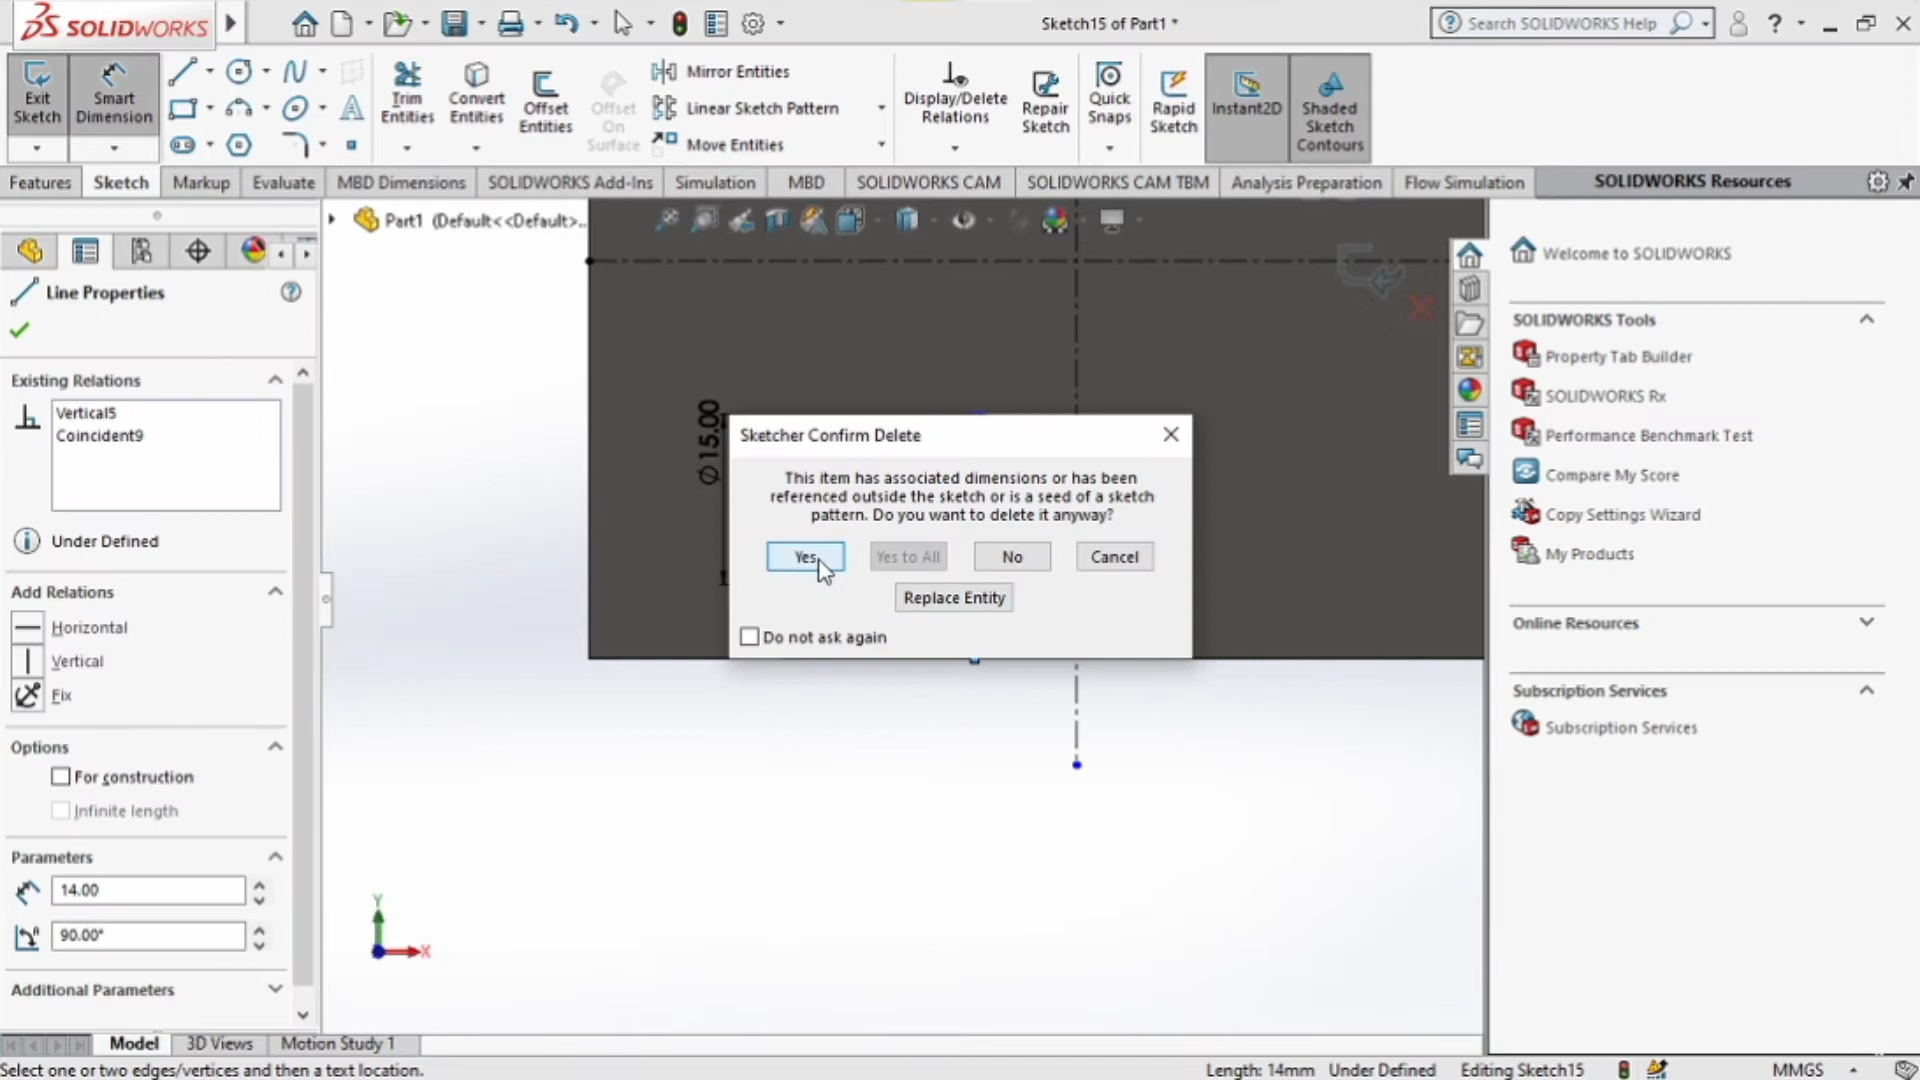 SOLIDWORKS
Sketch15 of Part1 *
Search SOLIDWORKS Help
Exit Sketch
Smart Dimension
Trim Entities
Convert Entities
Offset Entities
Offset On Surface
Mirror Entities
Linear Sketch Pattern
Move Entities
Display/Delete Relations
Repair Sketch
Quick Snaps
Rapid Sketch
Instant2D
Shaded Sketch Contours
Features
Sketch
Markup
Evaluate
MBD Dimensions
SOLIDWORKS Add-Ins
Simulation
MBD
SOLIDWORKS CAM
SOLIDWORKS CAM TBM
Analysis Preparation
Flow Simulation
SOLIDWORKS Resources
Part1 (Default<<Default>...
Line Properties
Existing Relations
Vertical5
Coincident9
Under Defined
Add Relations
Horizontal
Vertical
Fix
Options
For construction
Infinite length
Parameters
14.00
90.00°
Additional Parameters
∅15.00
Sketcher Confirm Delete
This item has associated dimensions or has been
referenced outside the sketch or is a seed of a sketch
pattern. Do you want to delete it anyway?
Yes
Yes to All
No
Cancel
Replace Entity
Do not ask again
Y
X
Welcome to SOLIDWORKS
SOLIDWORKS Tools
Property Tab Builder
SOLIDWORKS Rx
Performance Benchmark Test
Compare My Score
Copy Settings Wizard
My Products
Online Resources
Subscription Services
Subscription Services
Model
3D Views
Motion Study 1
Select one or two edges/vertices and then a text location.
Length: 14mm
Under Defined
Editing Sketch15
MMGS